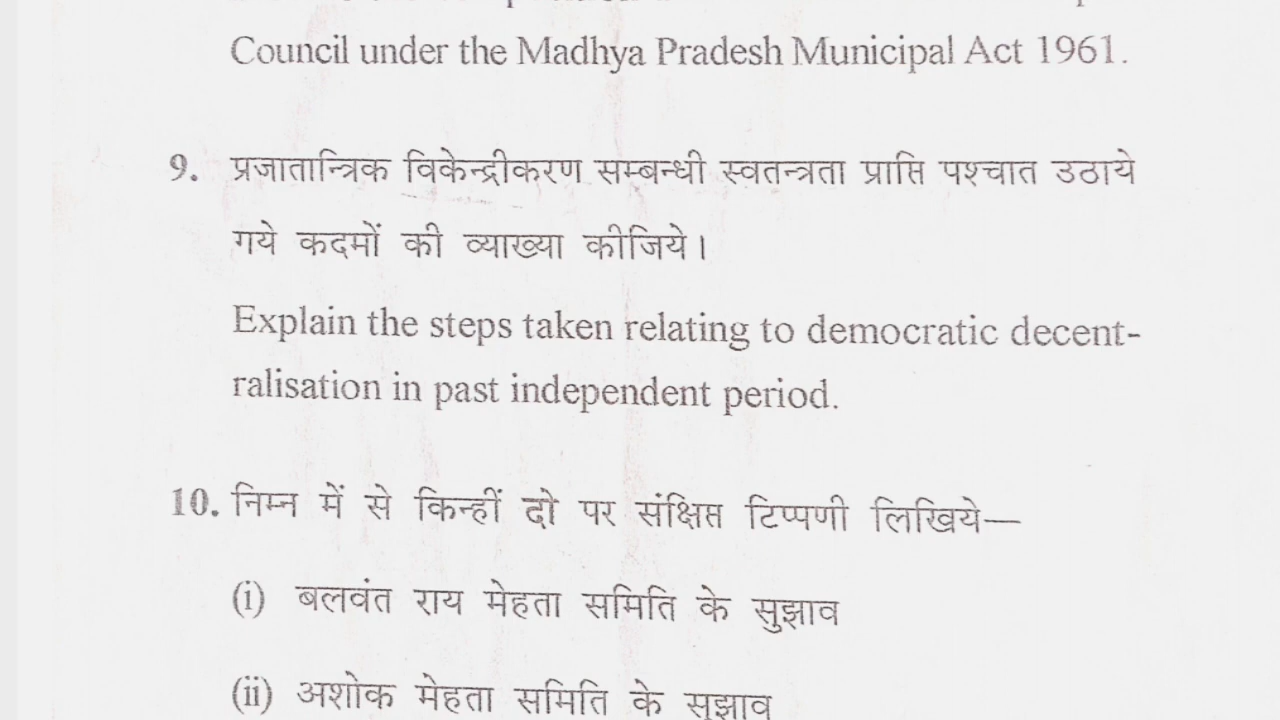 Council under the Madhya Pradesh Municipal Act 1961.
9. प्रजातान्त्रिक विकेन्द्रीकरण सम्बन्धी स्वतन्त्रता प्राप्ति पश्चात उठाये
गये कदमों की व्याख्या कीजिये।
Explain the steps taken relating to democratic decent-
ralisation in past independent period.
10. निम्न में से किन्हीं दो पर संक्षिप्त टिप्पणी लिखिये—
(i) बलवंत राय मेहता समिति के सुझाव
(ii) अशोक मेहता समिति के सुझाव